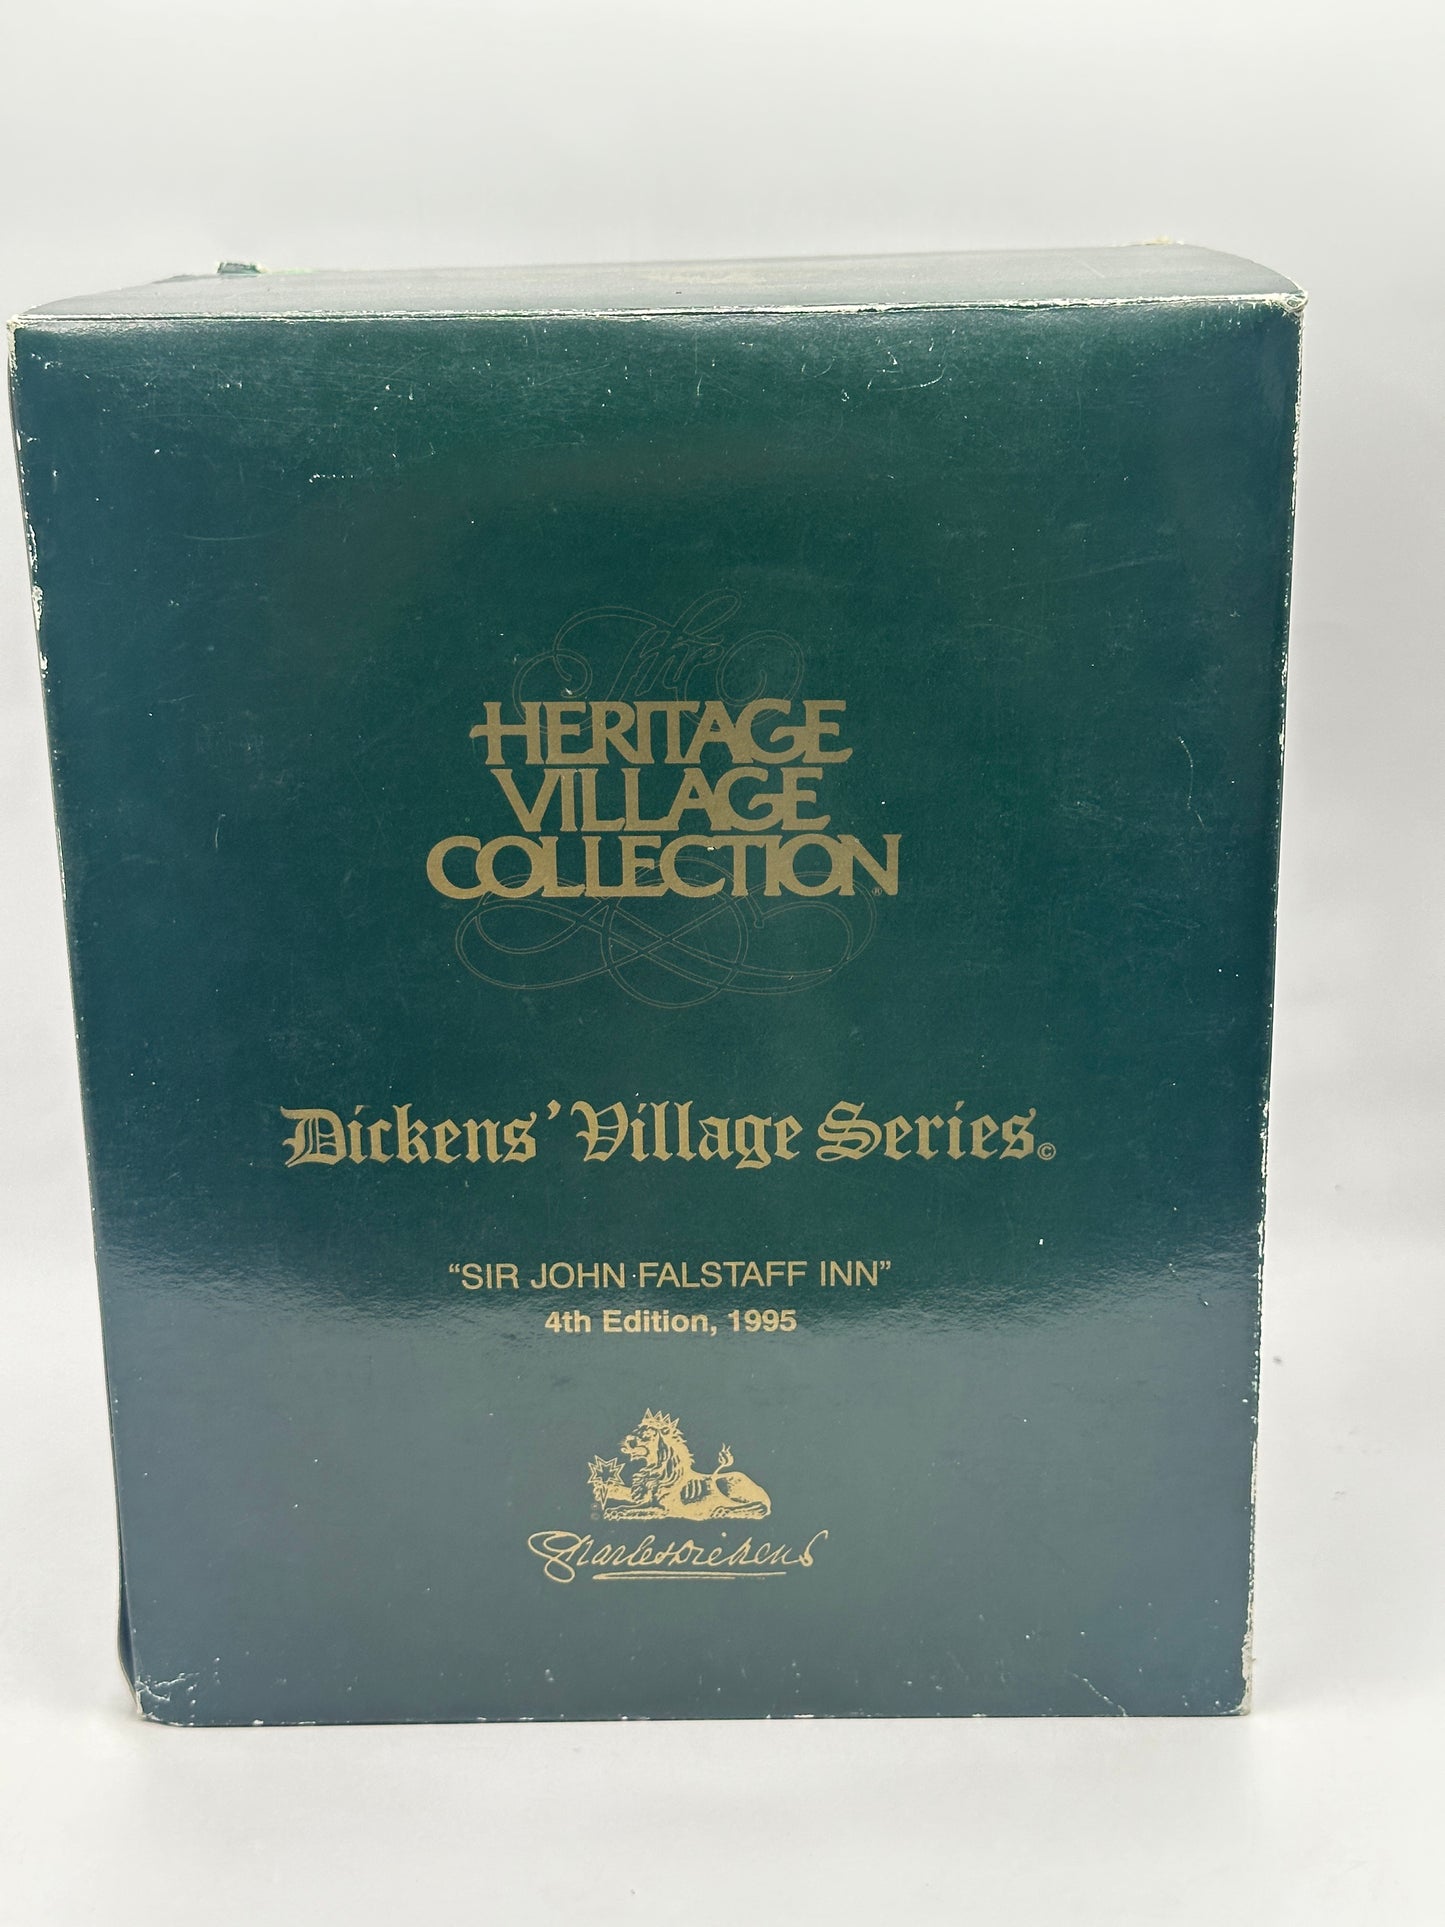 The
HERITAGE
VILLAGE
COLLECTION®
Dickens' Village Series©
“SIR JOHN FALSTAFF INN”
4th Edition, 1995
Charles Dickens